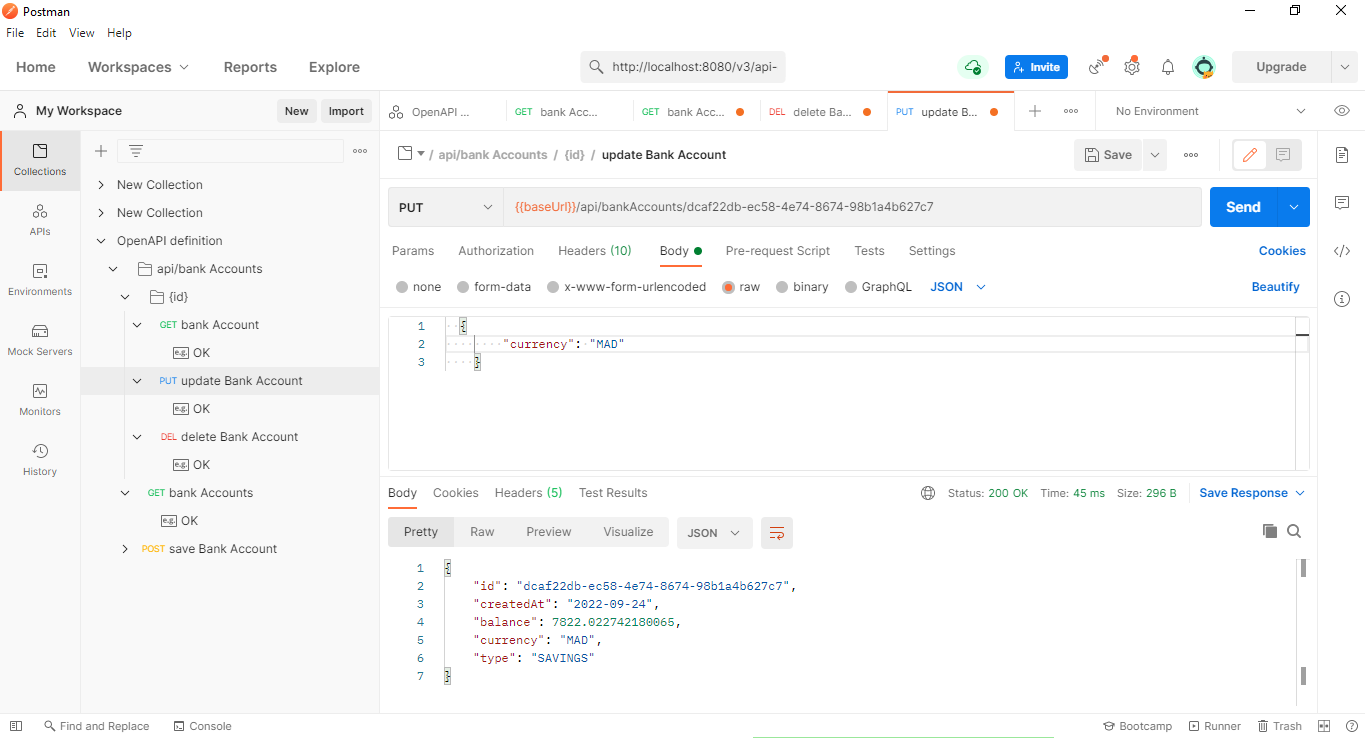 Postman
File Edit View Help
Home Workspaces Reports Explore http://localhost:8080/v3/api- Invite Upgrade
My Workspace New Import OpenAPI ... GET bank Acc... GET bank Acc... DEL delete Ba... PUT update B... No Environment
/ api/bank Accounts / {id} / update Bank Account Save
Collections
APIs
Environments
Mock Servers
Monitors
History
New Collection
New Collection
OpenAPI definition
api/bank Accounts
{id}
GET bank Account
e.g. OK
PUT update Bank Account
e.g. OK
DEL delete Bank Account
e.g. OK
GET bank Accounts
e.g. OK
POST save Bank Account
PUT {{baseUrl}}/api/bankAccounts/dcaf22db-ec58-4e74-8674-98b1a4b627c7 Send
Params Authorization Headers (10) Body Pre-request Script Tests Settings Cookies
none form-data x-www-form-urlencoded raw binary GraphQL JSON Beautify
1 {
2 "currency": "MAD"
3 }
Body Cookies Headers (5) Test Results Status: 200 OK Time: 45 ms Size: 296 B Save Response
Pretty Raw Preview Visualize JSON
1 {
2 "id": "dcaf22db-ec58-4e74-8674-98b1a4b627c7",
3 "createdAt": "2022-09-24",
4 "balance": 7822.022742180065,
5 "currency": "MAD",
6 "type": "SAVINGS"
7 }
Find and Replace Console Bootcamp Runner Trash